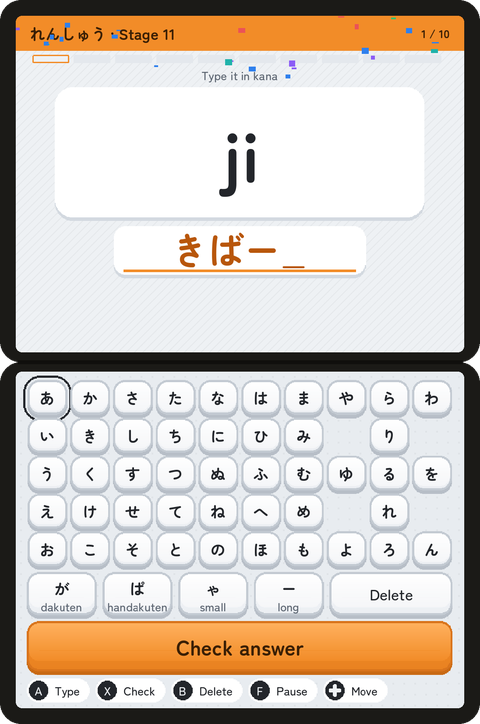 れんしゅう · Stage 11
1 / 10
Type it in kana
ji
きばー_
あ か さ た な は ま や ら わ
い き し ち に ひ み り
う く す つ ぬ ふ む ゆ る を
え け せ て ね へ め れ
お こ そ と の ほ も よ ろ ん
が ぱ ゃ ー Delete
dakuten handakuten small long
Check answer
A Type X Check B Delete F Pause Move